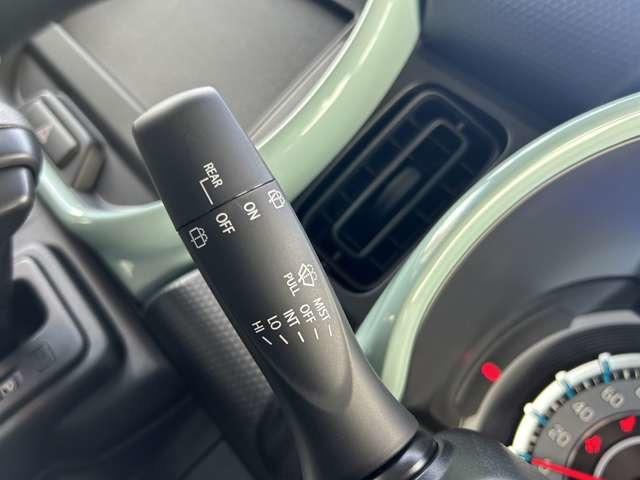 REAR
OFF ON
PULL
MIST
OFF
INT
LO
HI